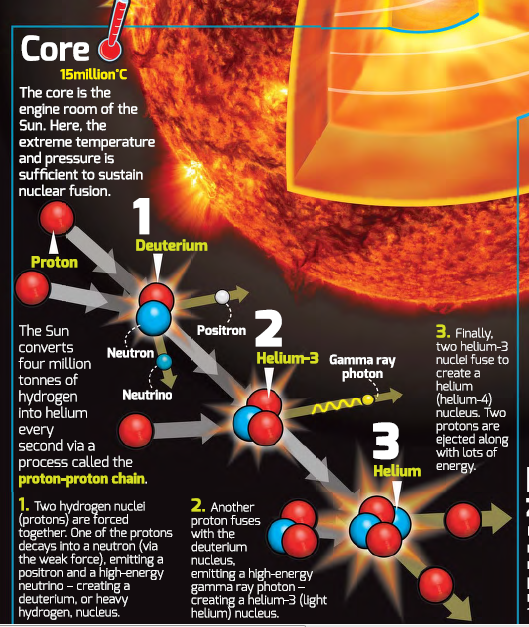 Core
15million°C
The core is the
engine room of the
Sun. Here, the
extreme temperature
and pressure is
sufficient to sustain
nuclear fusion.
1
Deuterium
Proton
Positron
Neutron
Neutrino
The Sun
converts
four million
tonnes of
hydrogen
into helium
every
second via a
process called the
proton-proton chain.
2
Helium-3
Gamma ray
photon
3
Helium
1. Two hydrogen nuclei
(protons) are forced
together. One of the protons
decays into a neutron (via
the weak force), emitting a
positron and a high-energy
neutrino – creating a
deuterium, or heavy
hydrogen, nucleus.
2. Another
proton fuses
with the
deuterium
nucleus,
emitting a high-energy
gamma ray photon –
creating a helium-3 (light
helium) nucleus.
3. Finally,
two helium-3
nuclei fuse to
create a
helium
(helium-4)
nucleus. Two
protons are
ejected along
with lots of
energy.